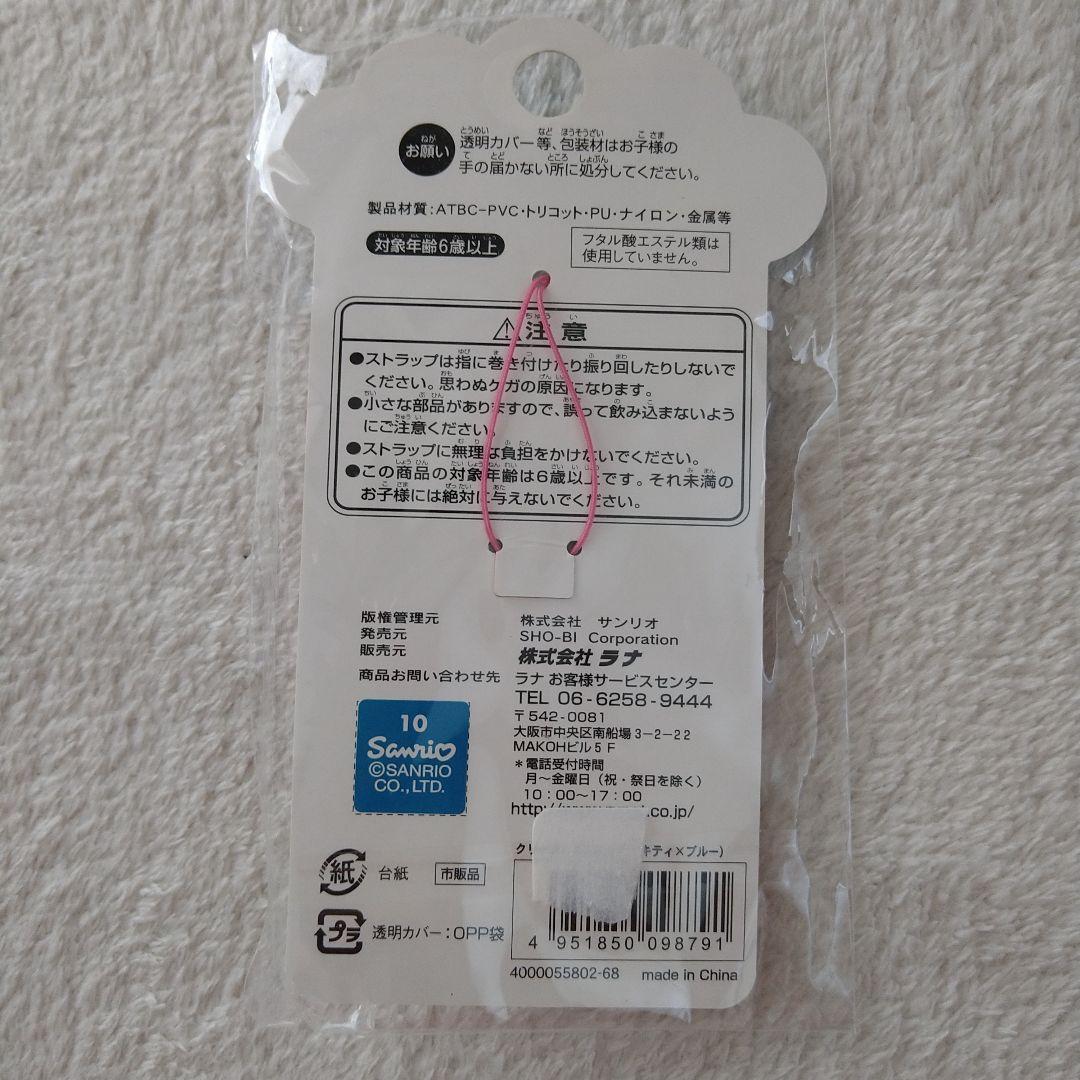 お願い
透明カバー等、包装材はお子様の
手の届かない所に処分してください。
製品材質：ATBC-PVC・トリコット・PU・ナイロン・金属等
対象年齢6歳以上
フタル酸エステル類は
使用していません。
注意
●ストラップは指に巻き付けたり振り回したりしないで
ください。思わぬケガの原因になります。
●小さな部品がありますので、誤って飲み込まないよう
にご注意ください。
●ストラップに無理な負担をかけないでください。
●この商品の対象年齢は6歳以上です。それ未満の
お子様には絶対に与えないでください。
版権管理元 株式会社 サンリオ
発売元 SHO-BI Corporation
販売元 株式会社 ラナ
商品お問い合わせ先 ラナ お客様サービスセンター
TEL 06-6258-9444
〒542-0081
大阪市中央区南船場3-2-22
MAKOHビル5F
＊電話受付時間
月〜金曜日（祝・祭日を除く）
10：00〜17：00
.co.jp/
10
Sanrio
©SANRIO
CO.,LTD.
キティ×ブルー）
紙 台紙 市販品
プラ 透明カバー：OPP袋
4 951850 098791
4000055802-68 made in China